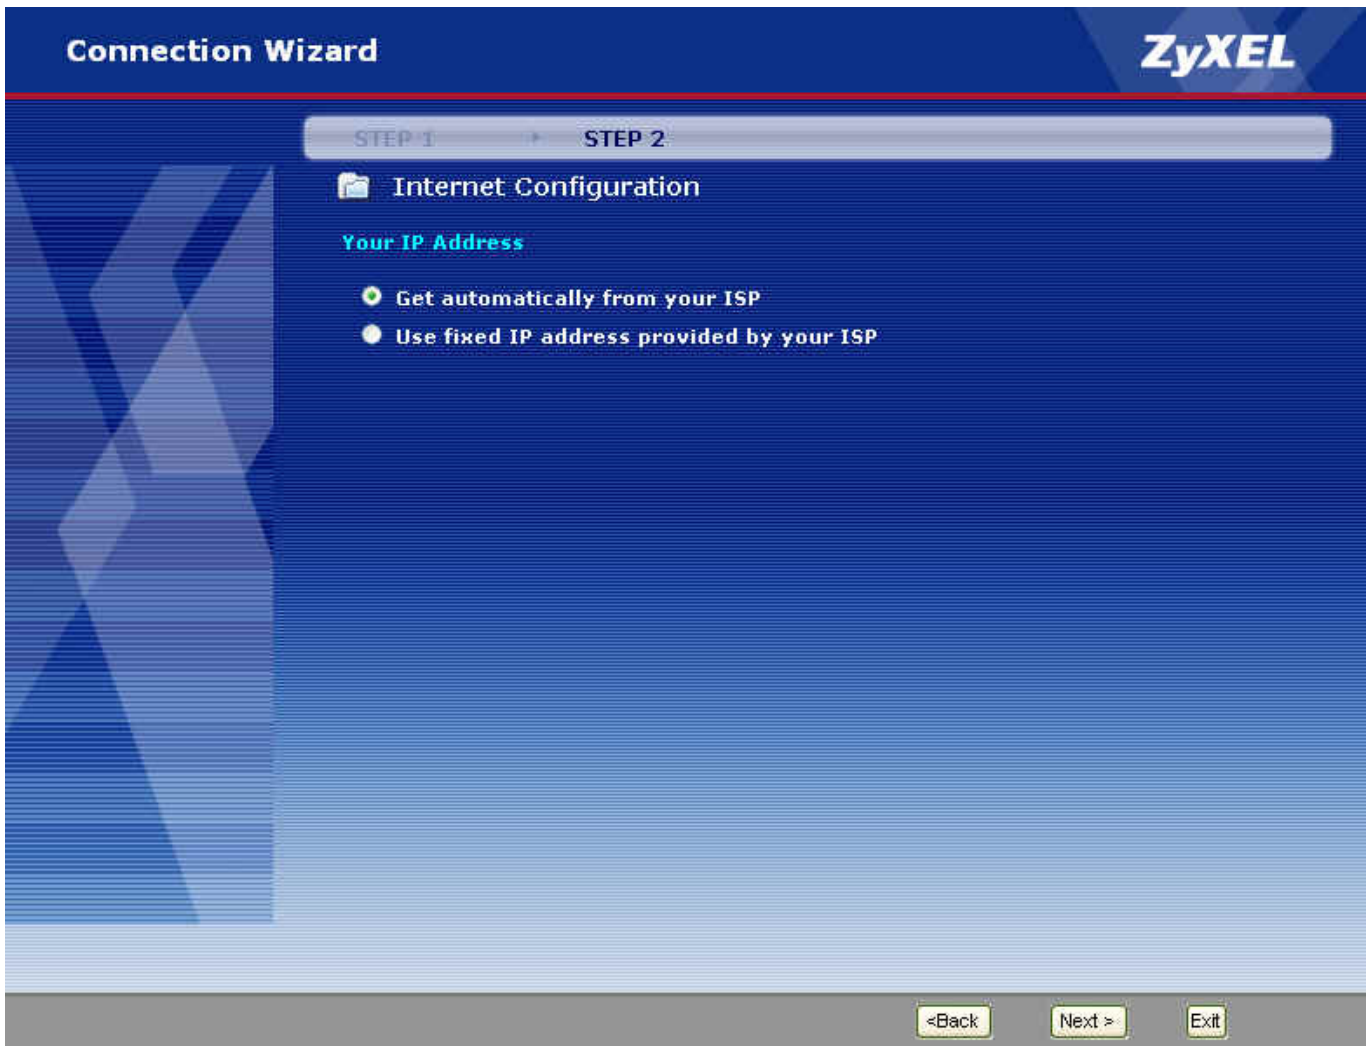 Connection Wizard
ZyXEL
STEP 1
STEP 2
Internet Configuration
Your IP Address
Get automatically from your ISP
Use fixed IP address provided by your ISP
<Back
Next >
Exit